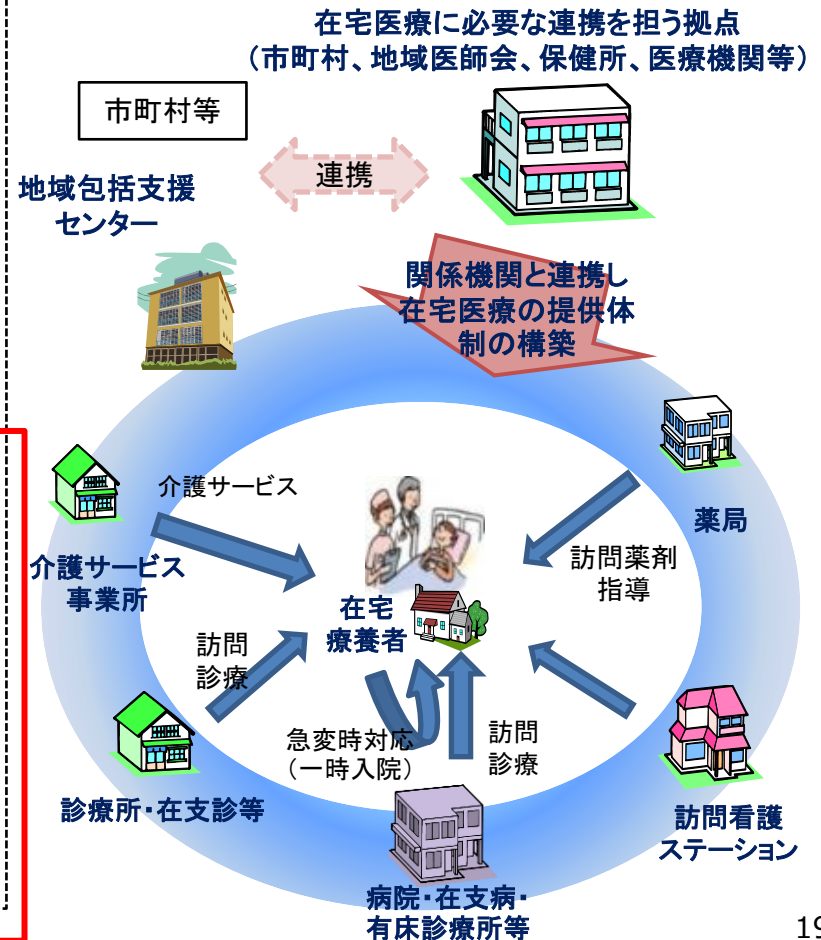 在宅医療に必要な連携を担う拠点
（市町村、地域医師会、保健所、医療機関等）
市町村等
連携
地域包括支援
センター
関係機関と連携し
在宅医療の提供体
制の構築
介護サービス
介護サービス
事業所
薬局
訪問薬剤
指導
在宅
療養者
訪問
診療
急変時対応
（一時入院）
訪問
診療
診療所・在支診等
訪問看護
ステーション
病院・在支病・
有床診療所等
19